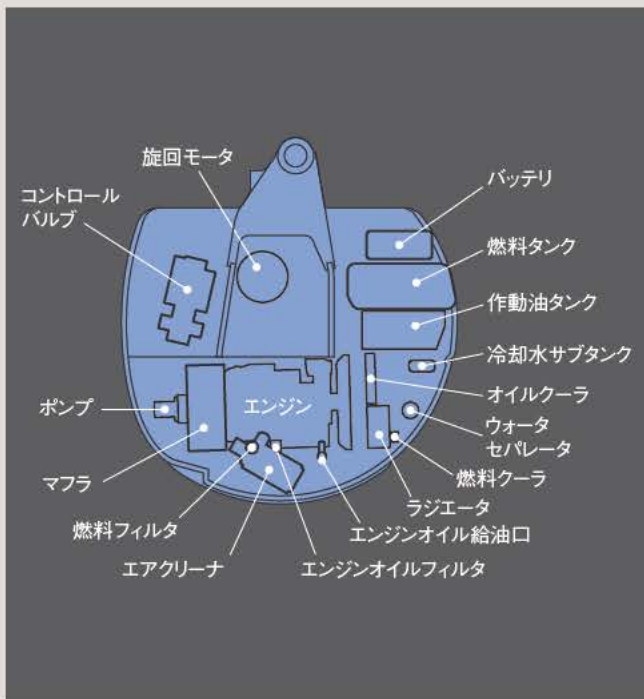 旋回モータ
コントロール
バルブ
バッテリ
燃料タンク
作動油タンク
冷却水サブタンク
オイルクーラ
ポンプ
エンジン
ウォータ
セパレータ
マフラ
燃料クーラ
ラジエータ
燃料フィルタ
エンジンオイル給油口
エアクリーナ
エンジンオイルフィルタ